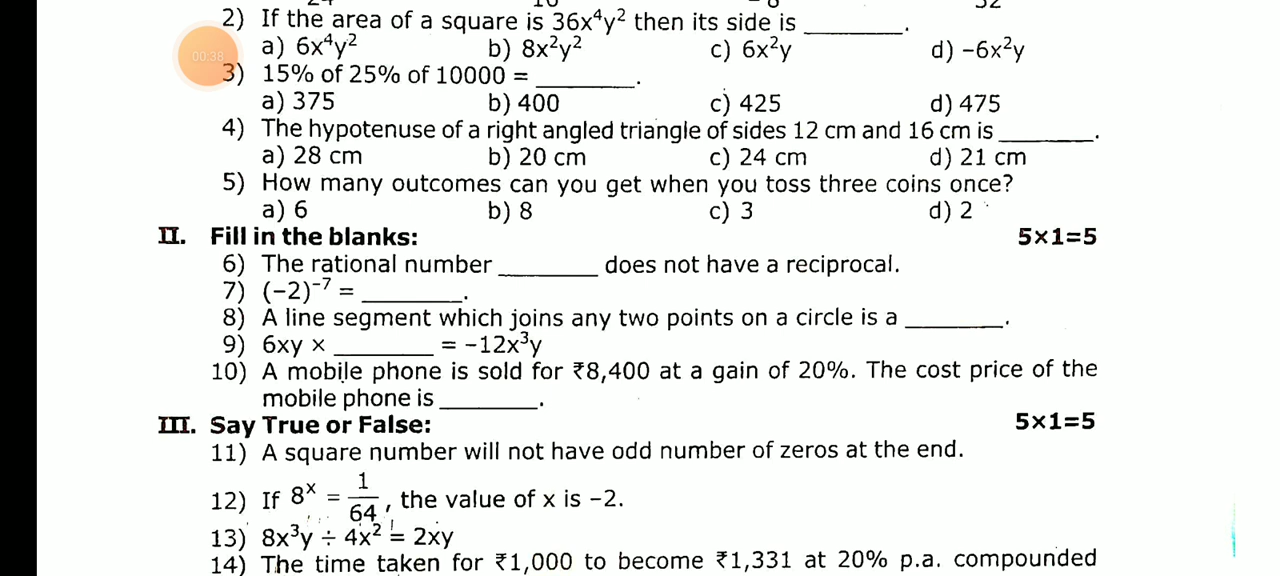 2) If the area of a square is 36x⁴y² then its side is ________.
a) 6x⁴y² b) 8x²y² c) 6x²y d) −6x²y
00:38
3) 15% of 25% of 10000 = ________.
a) 375 b) 400 c) 425 d) 475
4) The hypotenuse of a right angled triangle of sides 12 cm and 16 cm is ________.
a) 28 cm b) 20 cm c) 24 cm d) 21 cm
5) How many outcomes can you get when you toss three coins once?
a) 6 b) 8 c) 3 d) 2
II. Fill in the blanks: 5×1=5
6) The rational number ________ does not have a reciprocal.
7) (−2)⁻⁷ = ________.
8) A line segment which joins any two points on a circle is a ________.
9) 6xy × ________ = −12x³y
10) A mobile phone is sold for ₹8,400 at a gain of 20%. The cost price of the
mobile phone is ________.
III. Say True or False: 5×1=5
11) A square number will not have odd number of zeros at the end.
12) If 8ˣ = 1/64, the value of x is −2.
13) 8x³y ÷ 4x² = 2xy
14) The time taken for ₹1,000 to become ₹1,331 at 20% p.a. compounded